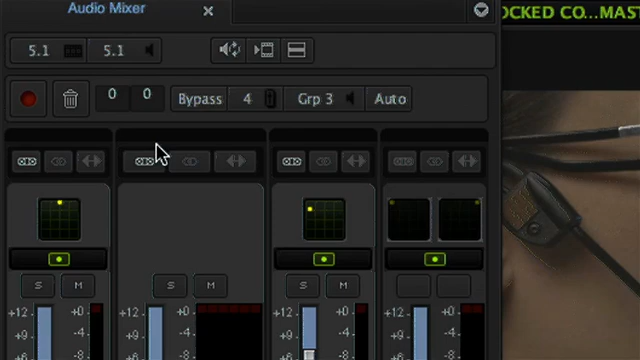 Audio Mixer
OCKED CO...MAST
5.1 5.1
0 0 Bypass 4 Grp 3 Auto
S M S M S M
+12 +0 +12 +0 +12 +0 +12 +0
+9 -4 +9 -4 +9 -4 +9 -4
+6 -8 +6 -8 +6 -8 +6 -8